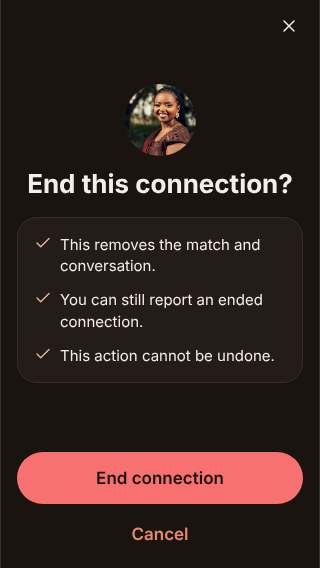 End this connection?
This removes the match and
conversation.
You can still report an ended
connection.
This action cannot be undone.
End connection
Cancel